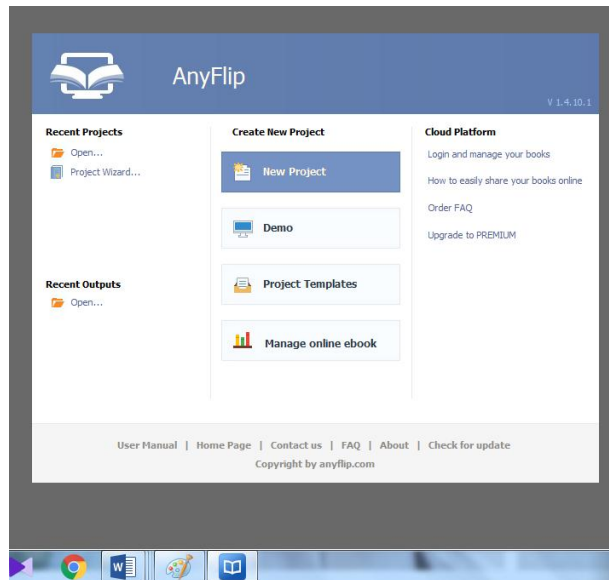 AnyFlip
V 1.4.10.1
Recent Projects
Open...
Project Wizard...
Recent Outputs
Open...
Create New Project
New Project
Demo
Project Templates
Manage online ebook
Cloud Platform
Login and manage your books
How to easily share your books online
Order FAQ
Upgrade to PREMIUM
User Manual | Home Page | Contact us | FAQ | About | Check for update
Copyright by anyflip.com
W